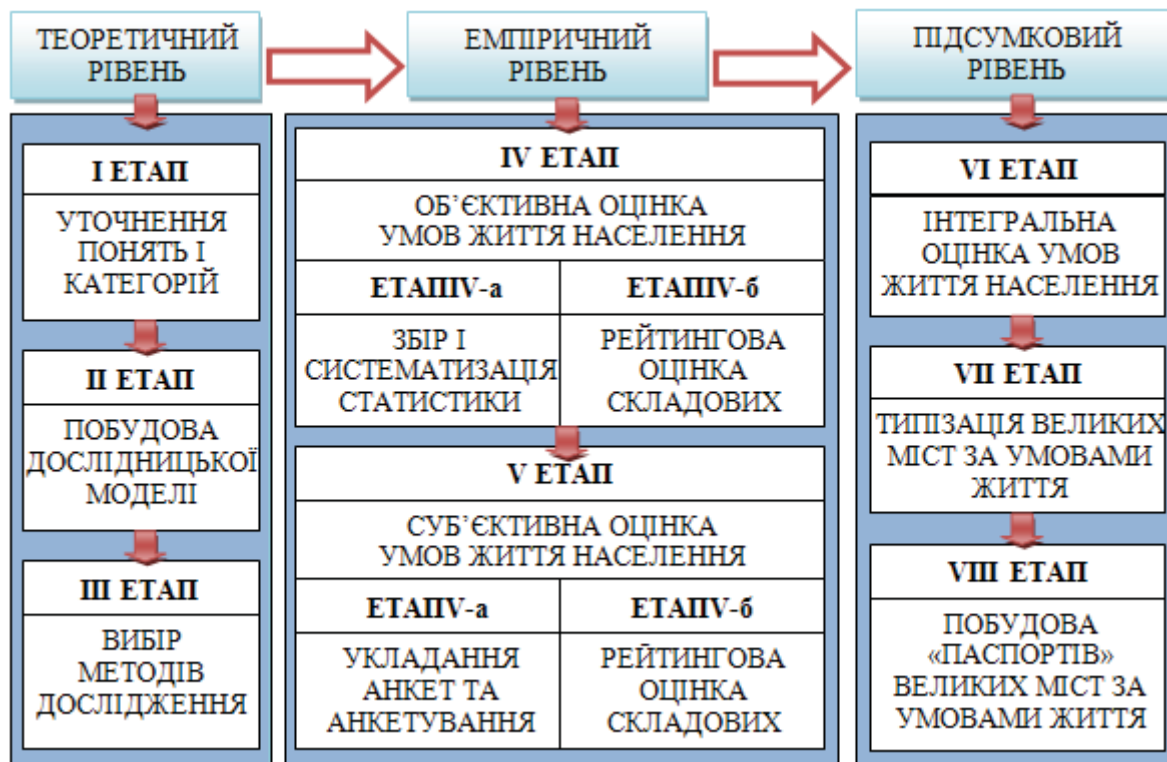 ТЕОРЕТИЧНИЙ
РІВЕНЬ
ЕМПІРИЧНИЙ
РІВЕНЬ
ПІДСУМКОВИЙ
РІВЕНЬ
І ЕТАП
УТОЧНЕННЯ
ПОНЯТЬ І
КАТЕГОРІЙ
ІІ ЕТАП
ПОБУДОВА
ДОСЛІДНИЦЬКОЇ
МОДЕЛІ
ІІІ ЕТАП
ВИБІР
МЕТОДІВ
ДОСЛІДЖЕННЯ
IV ЕТАП
ОБ’ЄКТИВНА ОЦІНКА
УМОВ ЖИТТЯ НАСЕЛЕННЯ
ЕТАПIV-а
ЗБІР І
СИСТЕМАТИЗАЦІЯ
СТАТИСТИКИ
ЕТАПIV-б
РЕЙТИНГОВА
ОЦІНКА
СКЛАДОВИХ
V ЕТАП
СУБ’ЄКТИВНА ОЦІНКА
УМОВ ЖИТТЯ НАСЕЛЕННЯ
ЕТАПV-а
УКЛАДАННЯ
АНКЕТ ТА
АНКЕТУВАННЯ
ЕТАПV-б
РЕЙТИНГОВА
ОЦІНКА
СКЛАДОВИХ
VI ЕТАП
ІНТЕГРАЛЬНА
ОЦІНКА УМОВ
ЖИТТЯ НАСЕЛЕННЯ
VII ЕТАП
ТИПІЗАЦІЯ ВЕЛИКИХ
МІСТ ЗА УМОВАМИ
ЖИТТЯ
VIII ЕТАП
ПОБУДОВА
«ПАСПОРТІВ»
ВЕЛИКИХ МІСТ ЗА
УМОВАМИ ЖИТТЯ